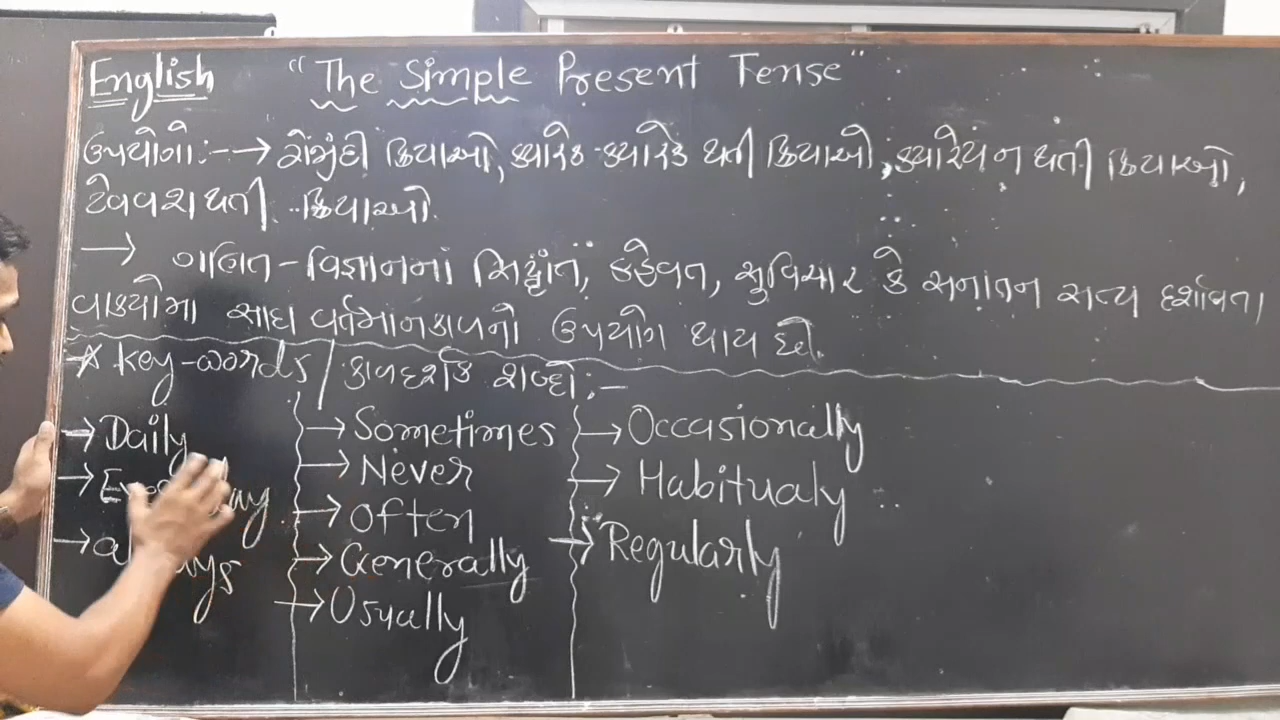 English "The Simple Present Tense"
ઉપયોગો:- → રોજીંદી ક્રિયાઓ, ક્યારેક-ક્યારેક થતી ક્રિયાઓ, ક્યારેય ન થતી ક્રિયાઓ,
ટેવવશ થતી ક્રિયાઓ.
→ ગણિત-વિજ્ઞાનનાં સિદ્ધાંત, કહેવત, સુવિચાર કે સનાતન સત્ય દર્શાવતા
વાક્યોમા સાદા વર્તમાનકાળનો ઉપયોગ થાય છે.
* key-words / કાળદર્શક શબ્દો:-
→ Daily
→
→
→ Sometimes
→ Never
→ Often
→ Generally
→ Usually
→ Occasionally
→ Habitualy
→ Regularly